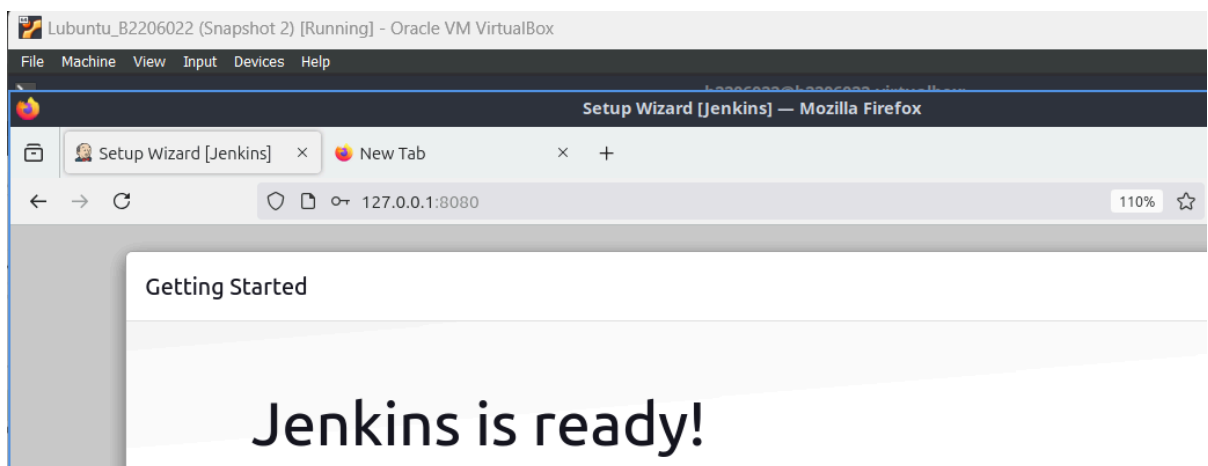 Lubuntu_B2206022 (Snapshot 2) [Running] - Oracle VM VirtualBox
File Machine View Input Devices Help
Setup Wizard [Jenkins] — Mozilla Firefox
Setup Wizard [Jenkins] × New Tab × +
127.0.0.1:8080 110%
Getting Started
Jenkins is ready!